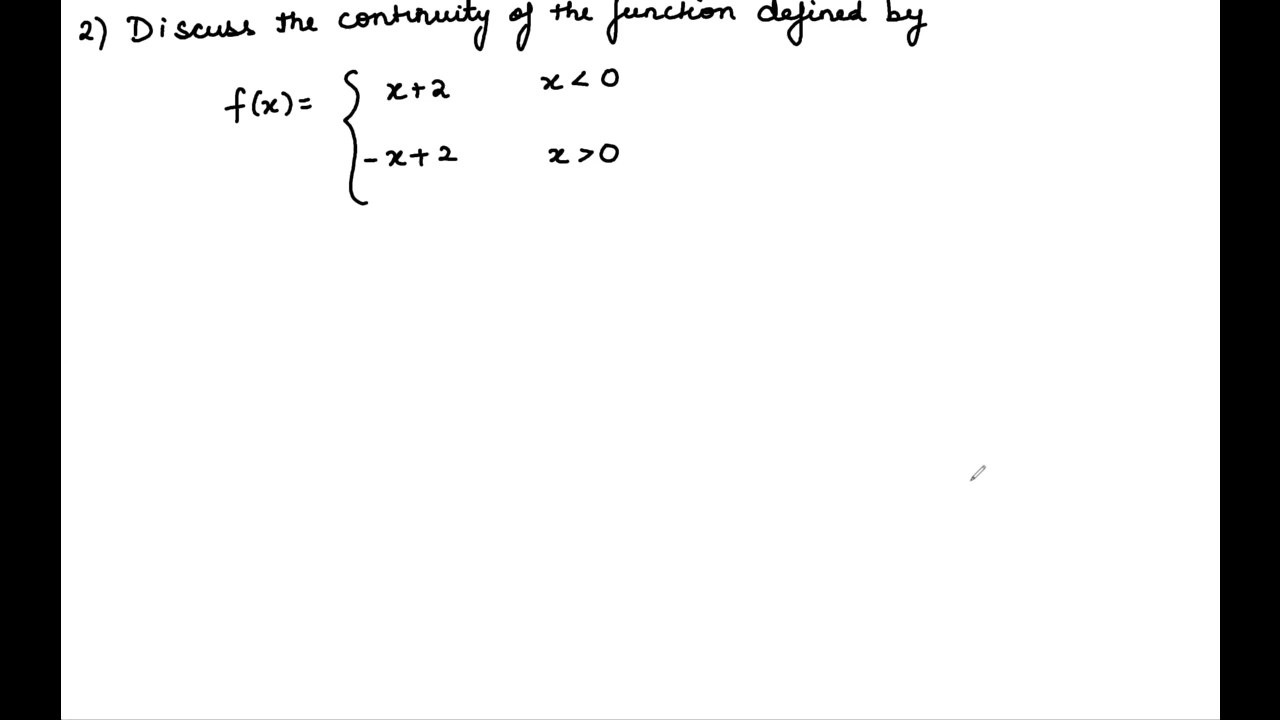 2) Discuss the continuity of the function defined by
f(x) = { x+2 x < 0
-x+2 x > 0